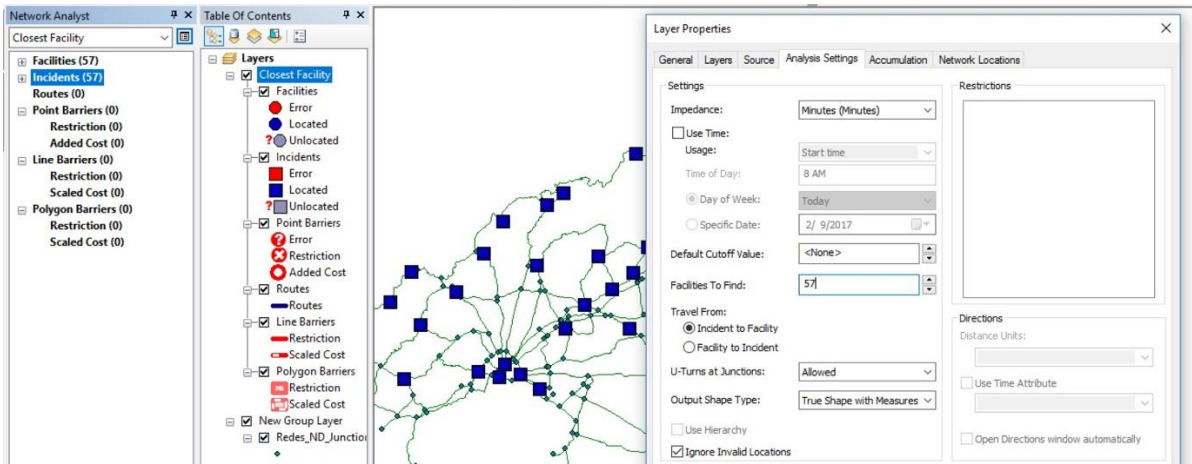 Network Analyst
Closest Facility
Facilities (57)
Incidents (57)
Routes (0)
Point Barriers (0)
Restriction (0)
Added Cost (0)
Line Barriers (0)
Restriction (0)
Scaled Cost (0)
Polygon Barriers (0)
Restriction (0)
Scaled Cost (0)
Table Of Contents
Layers
Closest Facility
Facilities
Error
Located
? Unlocated
Incidents
Error
Located
? Unlocated
Point Barriers
Error
Restriction
Added Cost
Routes
Routes
Line Barriers
Restriction
Scaled Cost
Polygon Barriers
Restriction
Scaled Cost
New Group Layer
Redes_ND_Junction
Layer Properties
General Layers Source Analysis Settings Accumulation Network Locations
Settings
Impedance: Minutes (Minutes)
Use Time:
Usage: Start time
Time of Day: 8 AM
Day of Week: Today
Specific Date: 2/ 9/2017
Default Cutoff Value: <None>
Facilities To Find: 57
Travel From:
Incident to Facility
Facility to Incident
U-Turns at Junctions: Allowed
Output Shape Type: True Shape with Measures
Use Hierarchy
Ignore Invalid Locations
Restrictions
Directions
Distance Units:
Use Time Attribute
Open Directions window automatically